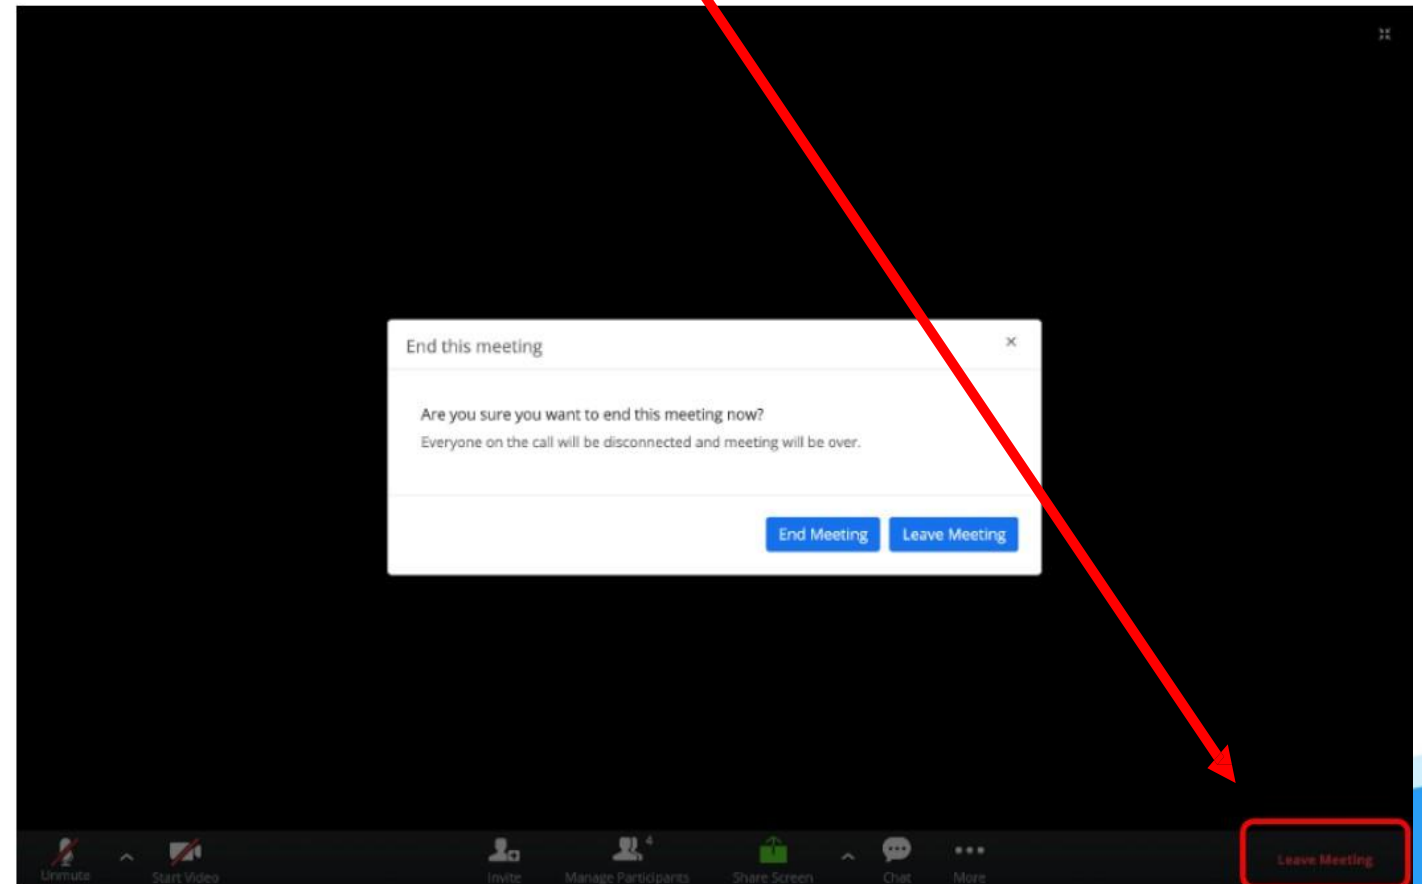 End this meeting
Are you sure you want to end this meeting now?
Everyone on the call will be disconnected and meeting will be over.
End Meeting Leave Meeting
4
Unmute Start Video Invite Manage Participants Share Screen Chat More Leave Meeting